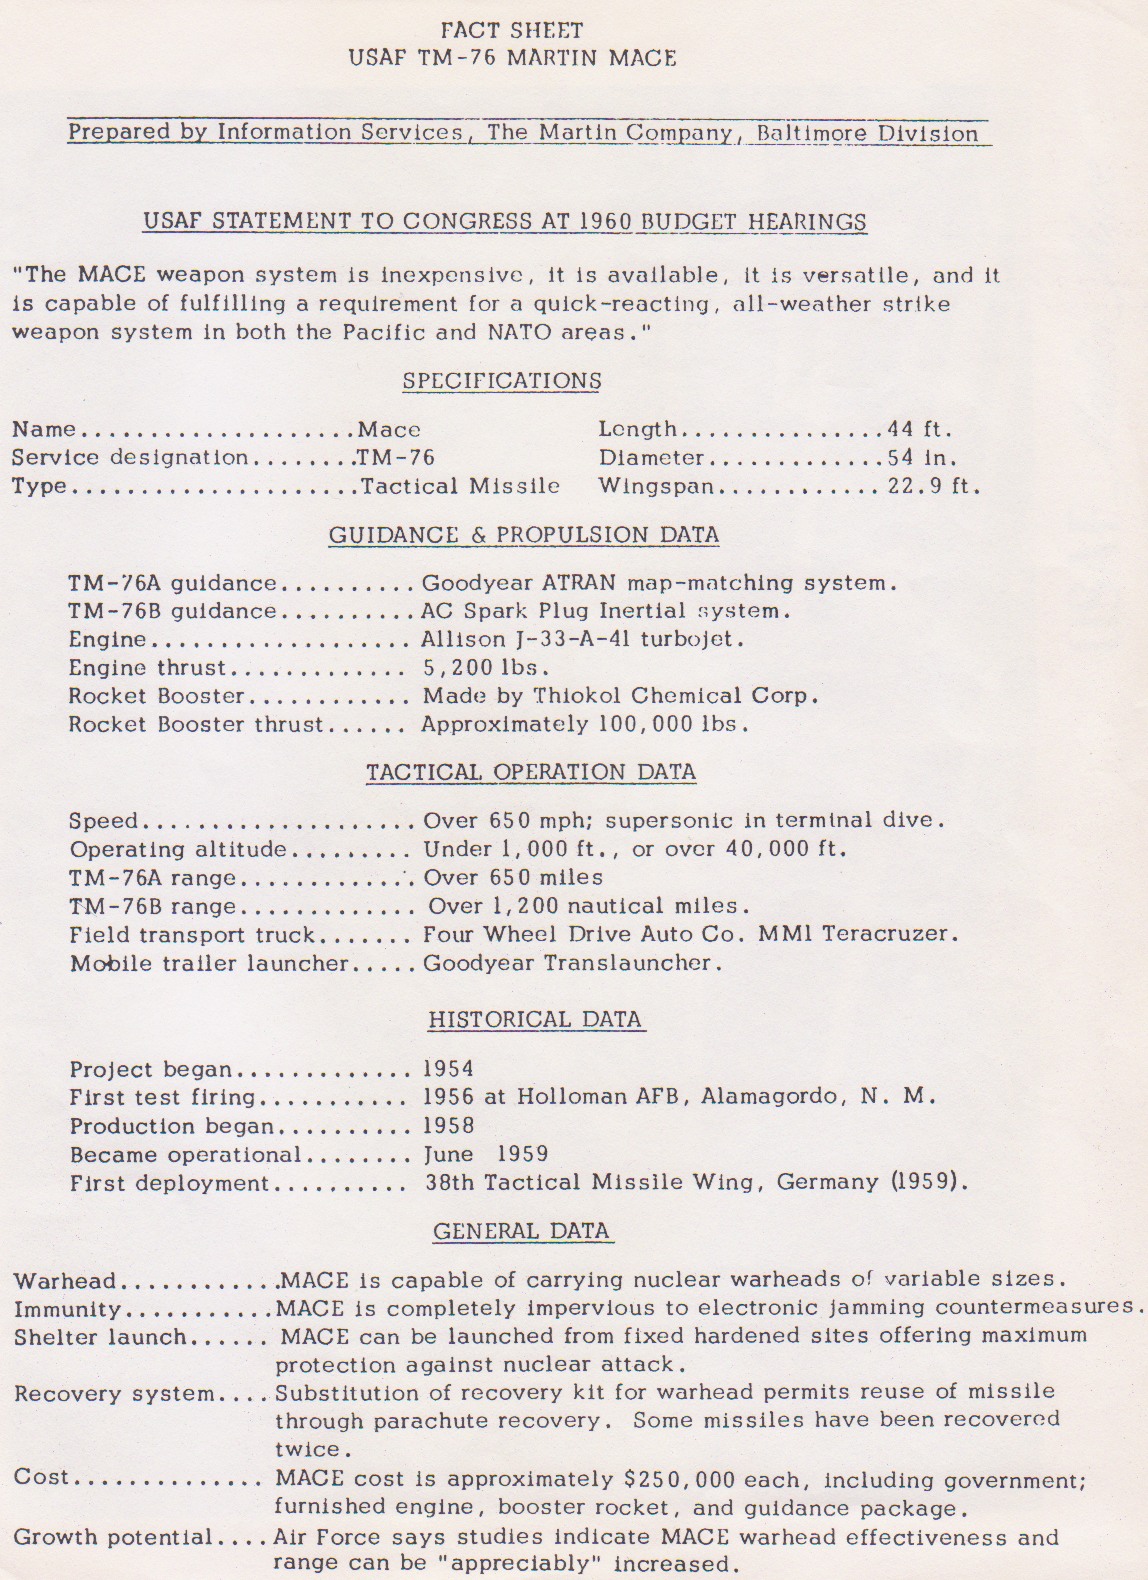 FACT SHEET
USAF TM-76 MARTIN MACE
Prepared by Information Services, The Martin Company, Baltimore Division
USAF STATEMENT TO CONGRESS AT 1960 BUDGET HEARINGS
"The MACE weapon system is inexpensive, it is available, it is versatile, and it
is capable of fulfilling a requirement for a quick-reacting, all-weather strike
weapon system in both the Pacific and NATO areas."
SPECIFICATIONS
Name....................Mace Length...............44 ft.
Service designation........TM-76 Diameter.............54 in.
Type.....................Tactical Missile Wingspan............22.9 ft.
GUIDANCE & PROPULSION DATA
TM-76A guidance..........Goodyear ATRAN map-matching system.
TM-76B guidance..........AC Spark Plug Inertial system.
Engine...................Allison J-33-A-41 turbojet.
Engine thrust.............5,200 lbs.
Rocket Booster............Made by Thiokol Chemical Corp.
Rocket Booster thrust......Approximately 100,000 lbs.
TACTICAL OPERATION DATA
Speed....................Over 650 mph; supersonic in terminal dive.
Operating altitude.........Under 1,000 ft., or over 40,000 ft.
TM-76A range.............Over 650 miles
TM-76B range.............Over 1,200 nautical miles.
Field transport truck.......Four Wheel Drive Auto Co. MM1 Teracruzer.
Mobile trailer launcher.....Goodyear Translauncher.
HISTORICAL DATA
Project began.............1954
First test firing...........1956 at Holloman AFB, Alamagordo, N. M.
Production began..........1958
Became operational........June 1959
First deployment..........38th Tactical Missile Wing, Germany (1959).
GENERAL DATA
Warhead............MACE is capable of carrying nuclear warheads of variable sizes.
Immunity...........MACE is completely impervious to electronic jamming countermeasures.
Shelter launch......MACE can be launched from fixed hardened sites offering maximum
protection against nuclear attack.
Recovery system....Substitution of recovery kit for warhead permits reuse of missile
through parachute recovery. Some missiles have been recovered
twice.
Cost..............MACE cost is approximately $250,000 each, including government;
furnished engine, booster rocket, and guidance package.
Growth potential....Air Force says studies indicate MACE warhead effectiveness and
range can be "appreciably" increased.